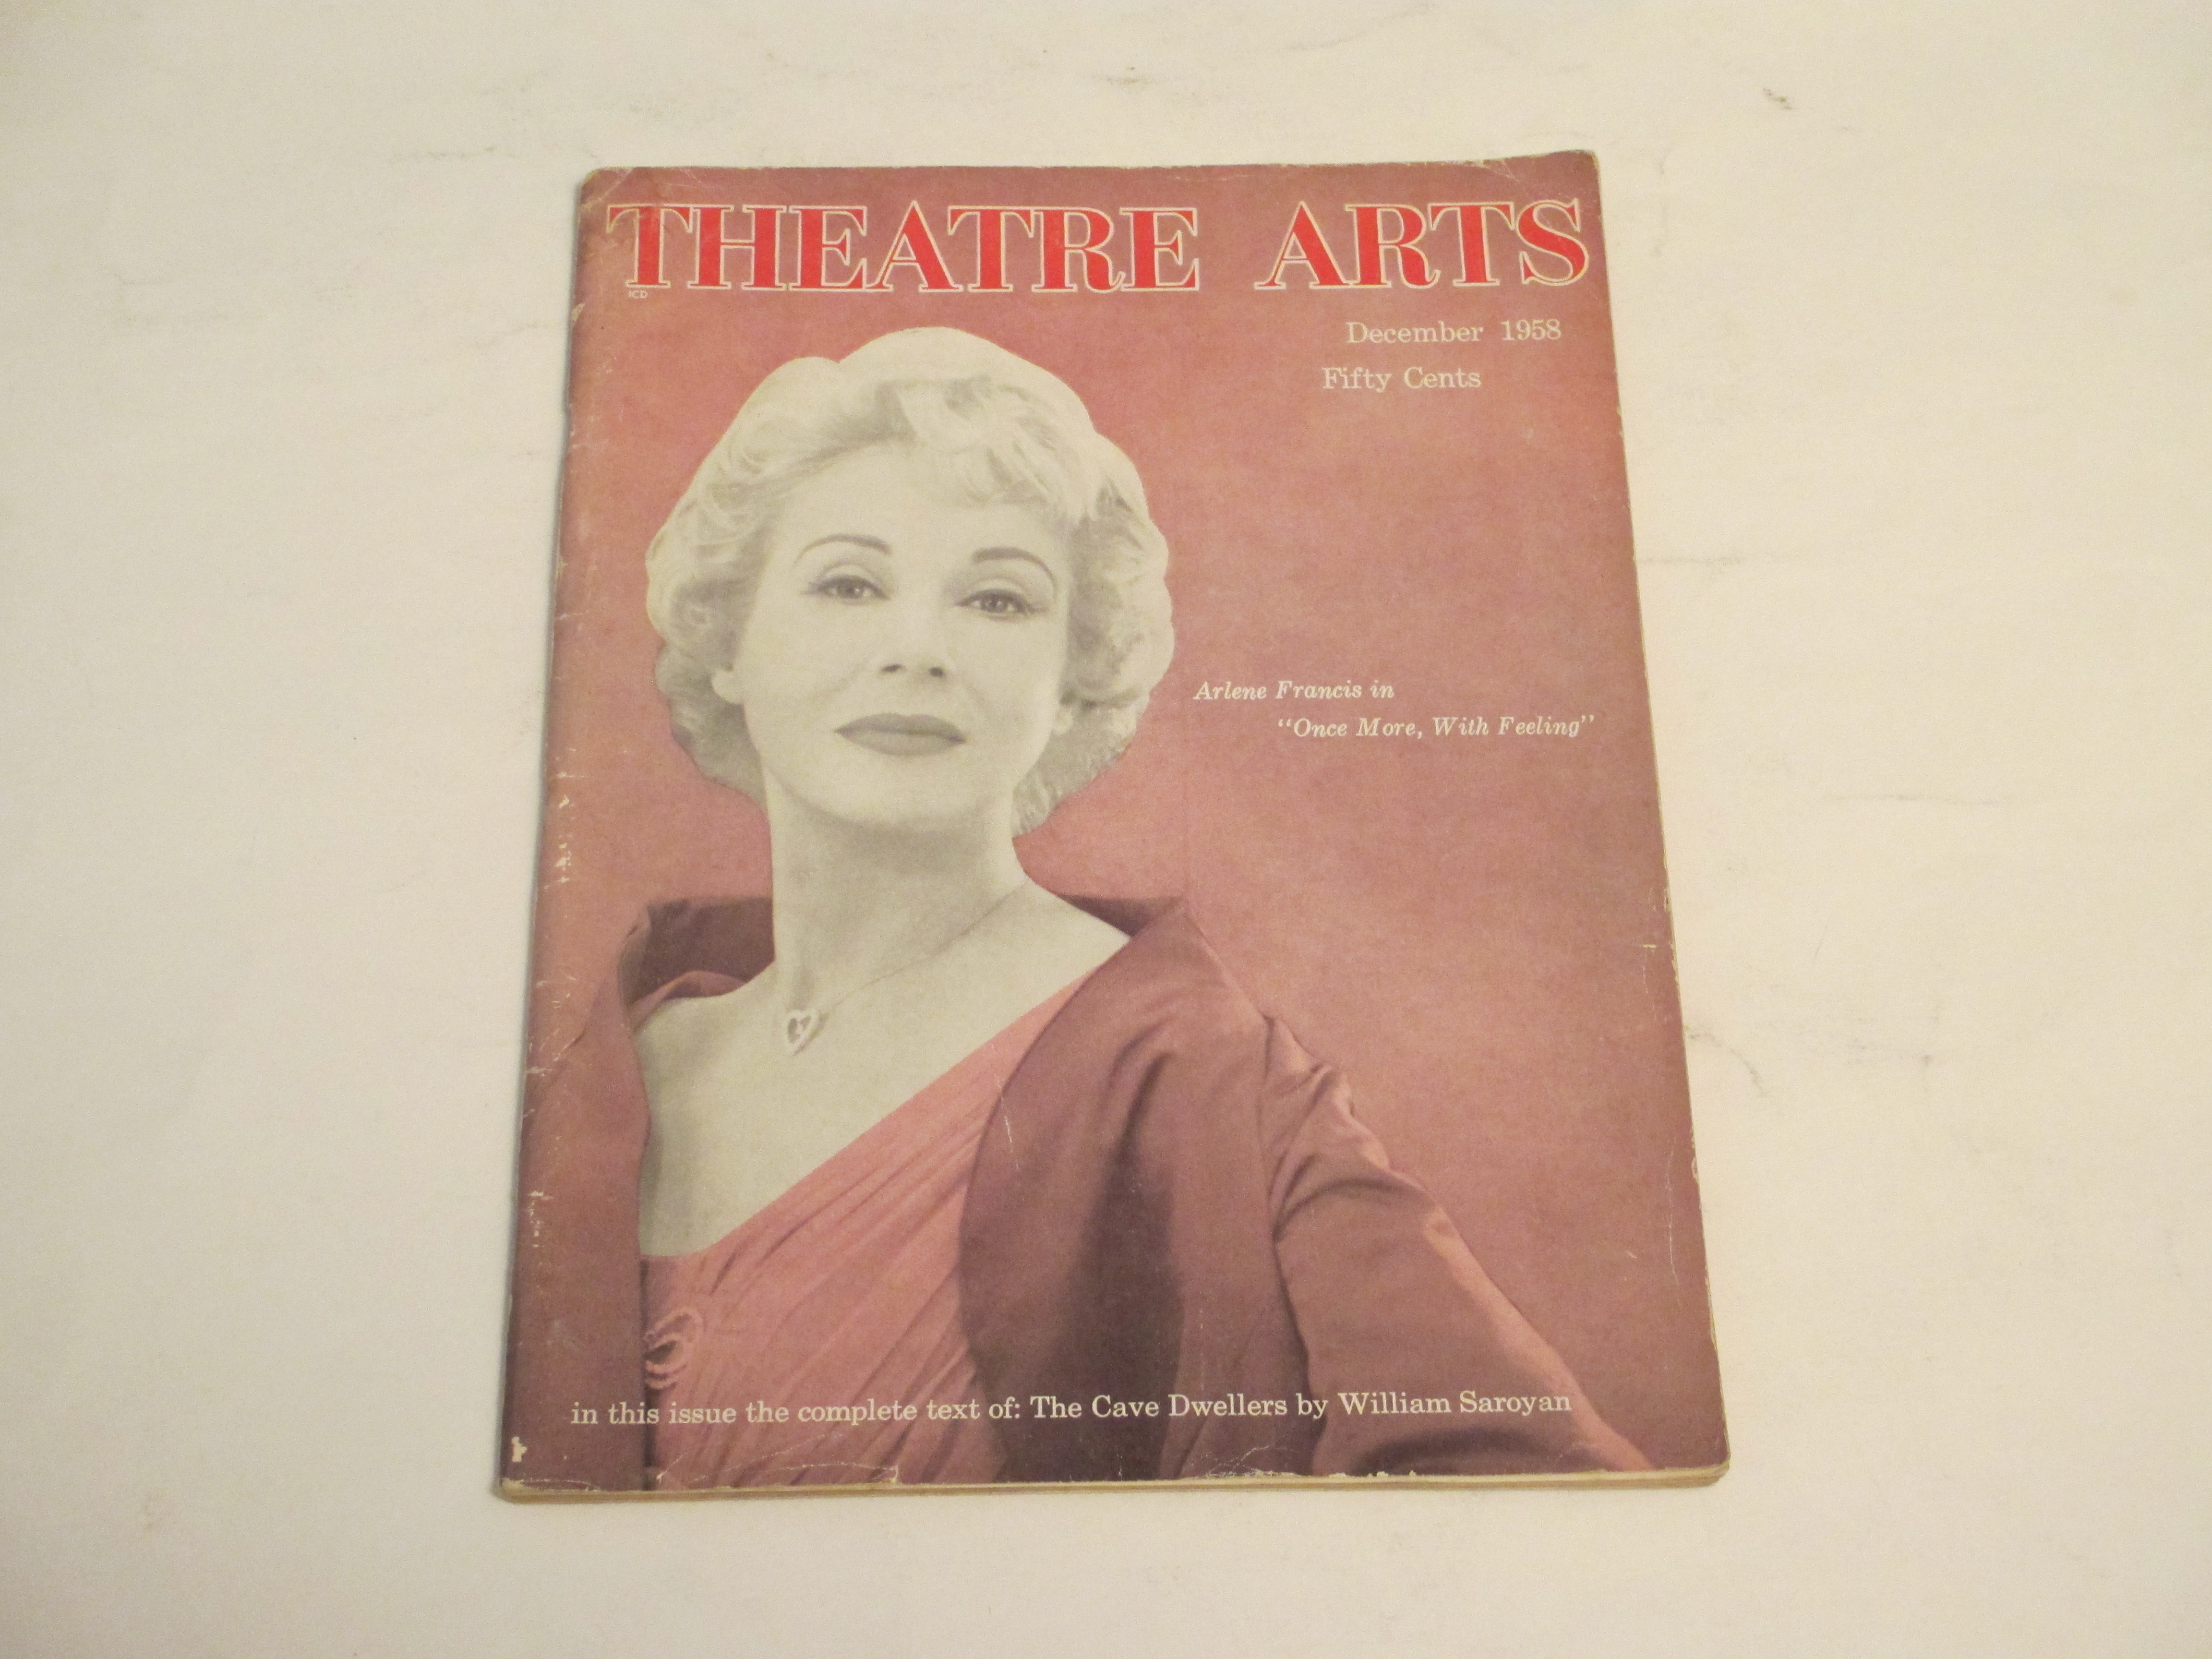 THEATRE ARTS
ICD
December 1958
Fifty Cents
Arlene Francis in
“Once More, With Feeling”
in this issue the complete text of: The Cave Dwellers by William Saroyan